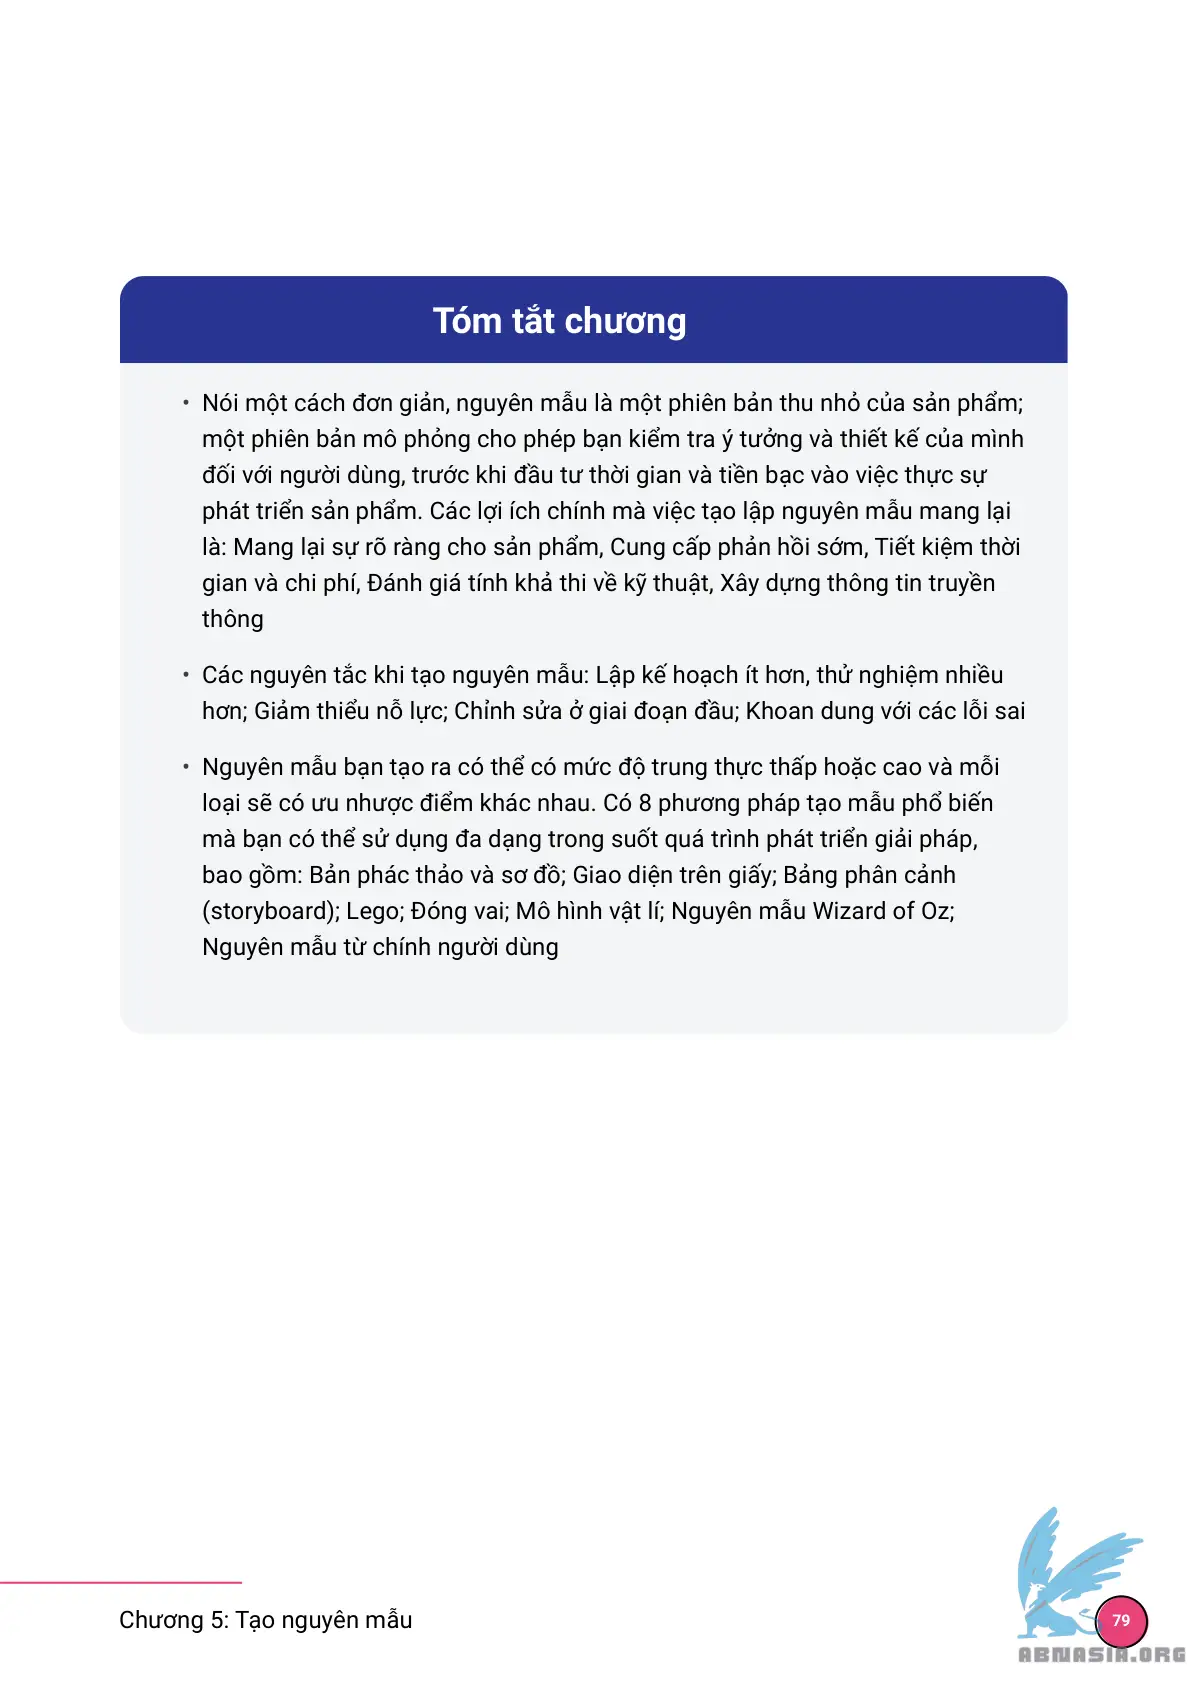 Tóm tắt chương
• Nói một cách đơn giản, nguyên mẫu là một phiên bản thu nhỏ của sản phẩm;
một phiên bản mô phỏng cho phép bạn kiểm tra ý tưởng và thiết kế của mình
đối với người dùng, trước khi đầu tư thời gian và tiền bạc vào việc thực sự
phát triển sản phẩm. Các lợi ích chính mà việc tạo lập nguyên mẫu mang lại
là: Mang lại sự rõ ràng cho sản phẩm, Cung cấp phản hồi sớm, Tiết kiệm thời
gian và chi phí, Đánh giá tính khả thi về kỹ thuật, Xây dựng thông tin truyền
thông
• Các nguyên tắc khi tạo nguyên mẫu: Lập kế hoạch ít hơn, thử nghiệm nhiều
hơn; Giảm thiểu nỗ lực; Chỉnh sửa ở giai đoạn đầu; Khoan dung với các lỗi sai
• Nguyên mẫu bạn tạo ra có thể có mức độ trung thực thấp hoặc cao và mỗi
loại sẽ có ưu nhược điểm khác nhau. Có 8 phương pháp tạo mẫu phổ biến
mà bạn có thể sử dụng đa dạng trong suốt quá trình phát triển giải pháp,
bao gồm: Bản phác thảo và sơ đồ; Giao diện trên giấy; Bảng phân cảnh
(storyboard); Lego; Đóng vai; Mô hình vật lí; Nguyên mẫu Wizard of Oz;
Nguyên mẫu từ chính người dùng
Chương 5: Tạo nguyên mẫu
79
ABNASIA.ORG